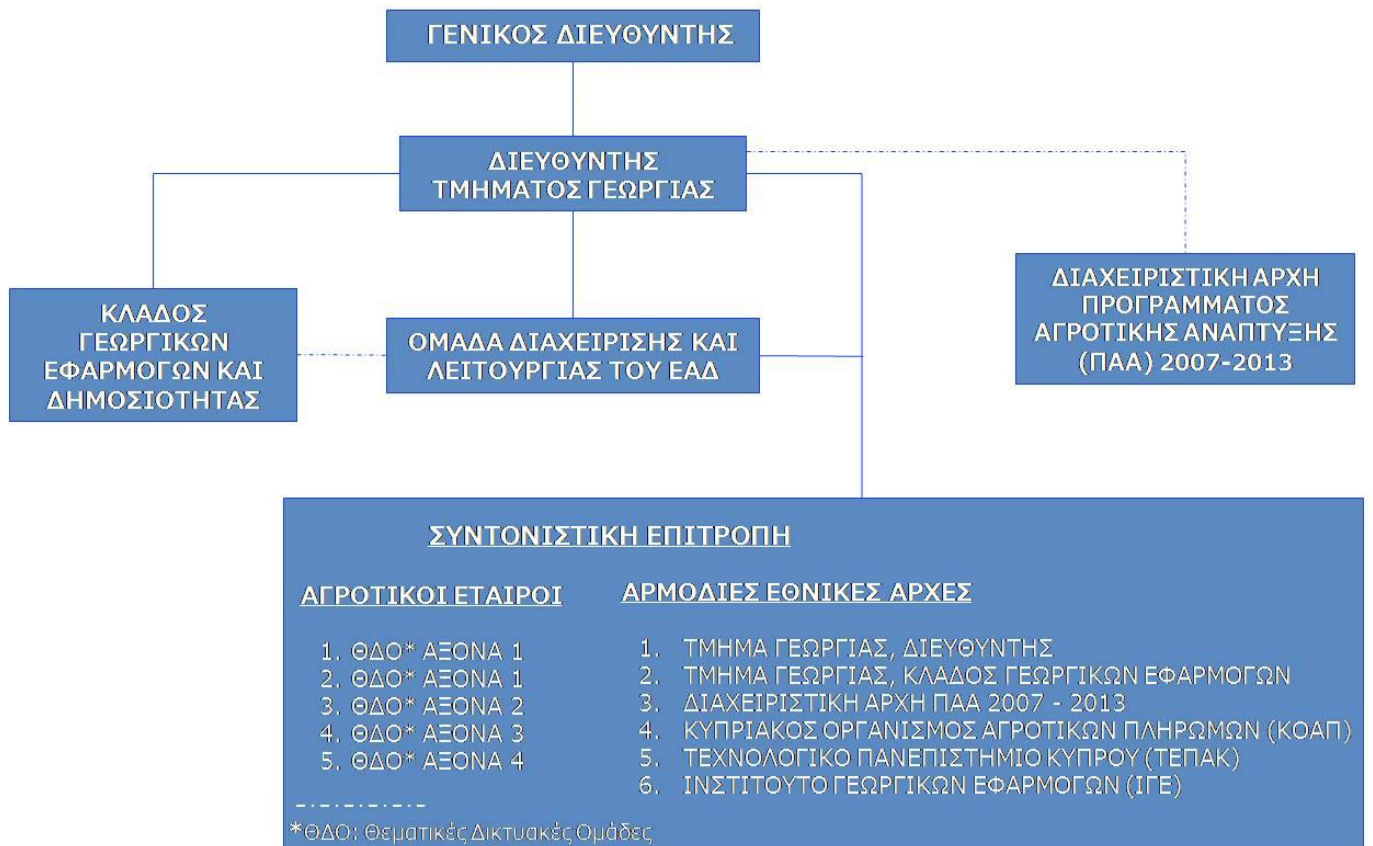 ΓΕΝΙΚΟΣ ΔΙΕΥΘΥΝΤΗΣ
ΔΙΕΥΘΥΝΤΗΣ
ΤΜΗΜΑΤΟΣ ΓΕΩΡΓΙΑΣ
ΚΛΑΔΟΣ
ΓΕΩΡΓΙΚΩΝ
ΕΦΑΡΜΟΓΩΝ ΚΑΙ
ΔΗΜΟΣΙΟΤΗΤΑΣ
ΟΜΑΔΑ ΔΙΑΧΕΙΡΙΣΗΣ ΚΑΙ
ΛΕΙΤΟΥΡΓΙΑΣ ΤΟΥ ΕΑΔ
ΔΙΑΧΕΙΡΙΣΤΙΚΗ ΑΡΧΗ
ΠΡΟΓΡΑΜΜΑΤΟΣ
ΑΓΡΟΤΙΚΗΣ ΑΝΑΠΤΥΞΗΣ
(ΠΑΑ) 2007-2013
ΣΥΝΤΟΝΙΣΤΙΚΗ ΕΠΙΤΡΟΠΗ
ΑΓΡΟΤΙΚΟΙ ΕΤΑΙΡΟΙ
1. ΘΔΟ* ΑΞΟΝΑ 1
2. ΘΔΟ* ΑΞΟΝΑ 1
3. ΘΔΟ* ΑΞΟΝΑ 2
4. ΘΔΟ* ΑΞΟΝΑ 3
5. ΘΔΟ* ΑΞΟΝΑ 4
ΑΡΜΟΔΙΕΣ ΕΘΝΙΚΕΣ ΑΡΧΕΣ
1. ΤΜΗΜΑ ΓΕΩΡΓΙΑΣ, ΔΙΕΥΘΥΝΤΗΣ
2. ΤΜΗΜΑ ΓΕΩΡΓΙΑΣ, ΚΛΑΔΟΣ ΓΕΩΡΓΙΚΩΝ ΕΦΑΡΜΟΓΩΝ
3. ΔΙΑΧΕΙΡΙΣΤΙΚΗ ΑΡΧΗ ΠΑΑ 2007 - 2013
4. ΚΥΠΡΙΑΚΟΣ ΟΡΓΑΝΙΣΜΟΣ ΑΓΡΟΤΙΚΩΝ ΠΛΗΡΩΜΩΝ (ΚΟΑΠ)
5. ΤΕΧΝΟΛΟΓΙΚΟ ΠΑΝΕΠΙΣΤΗΜΙΟ ΚΥΠΡΟΥ (ΤΕΠΑΚ)
6. ΙΝΣΤΙΤΟΥΤΟ ΓΕΩΡΓΙΚΩΝ ΕΦΑΡΜΟΓΩΝ (ΙΓΕ)
*ΘΔΟ: Θεματικές Δικτυακές Ομάδες